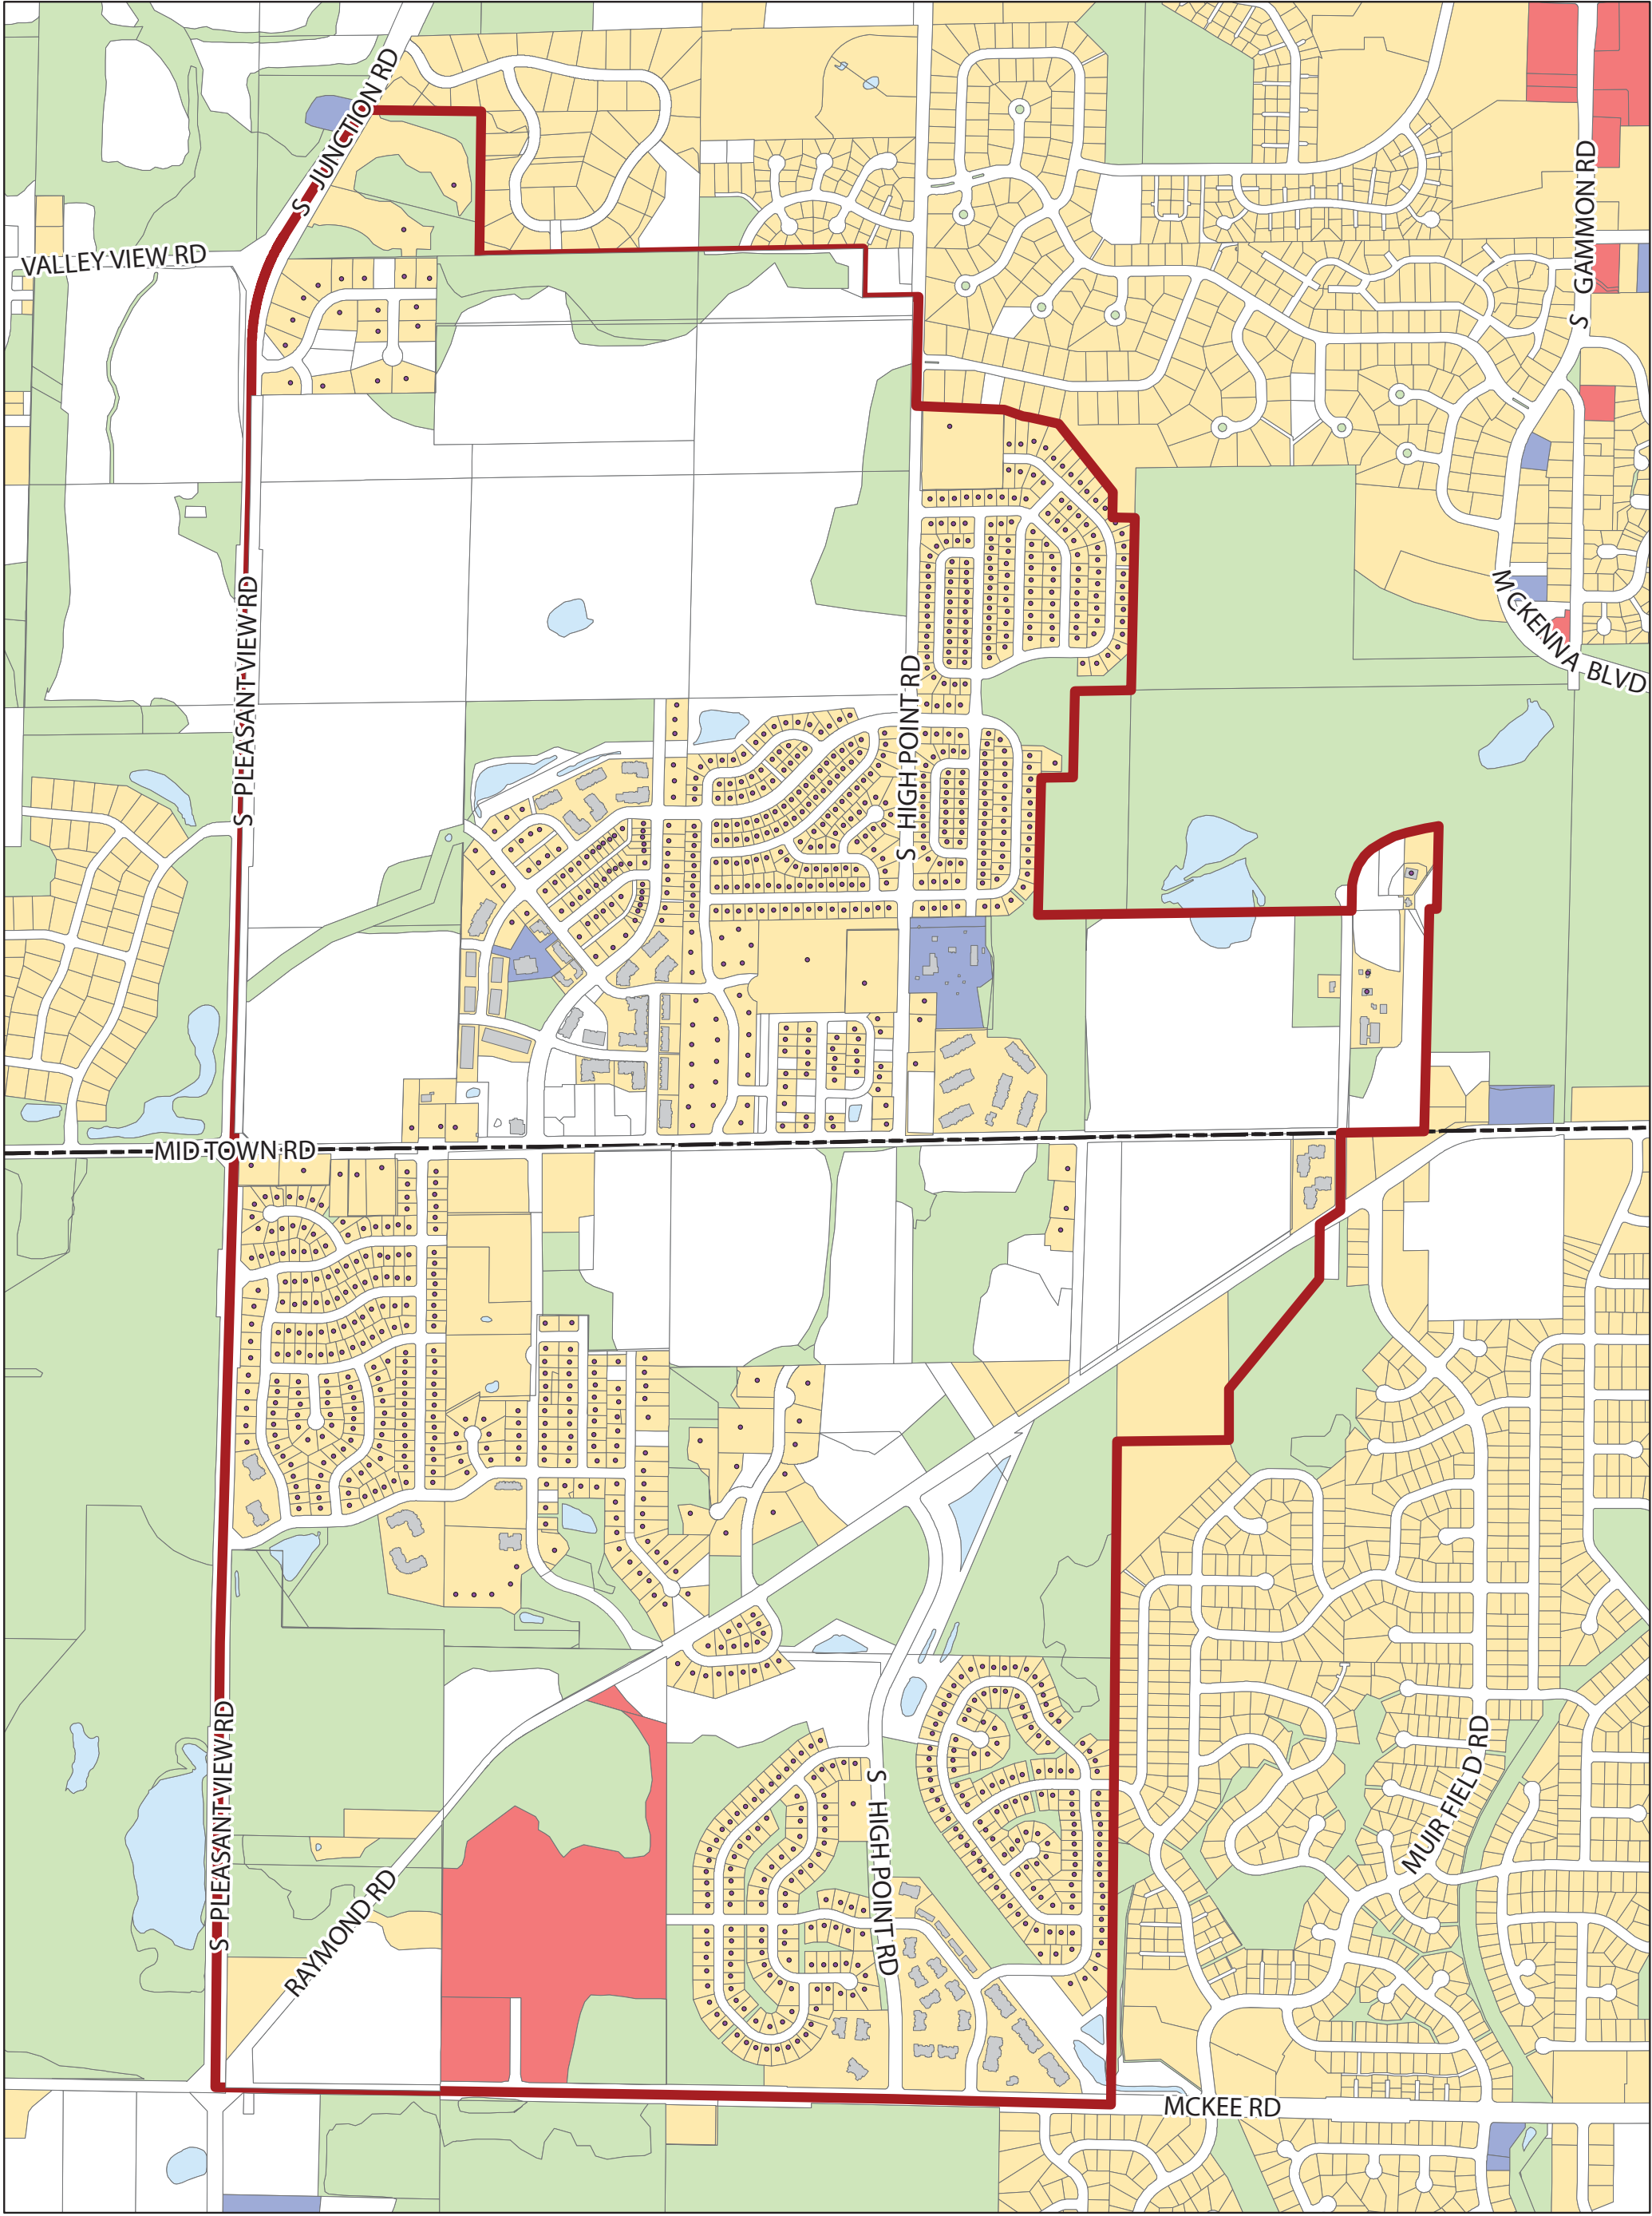 S JUNCTION RD
S GAMMON RD
VALLEY VIEW RD
MCKENNA BLVD
S PLEASANT VIEW RD
S HIGH POINT RD
MID TOWN RD
S PLEASANT VIEW RD
S HIGH POINT RD
MUIR FIELD RD
RAYMOND RD
MCKEE RD